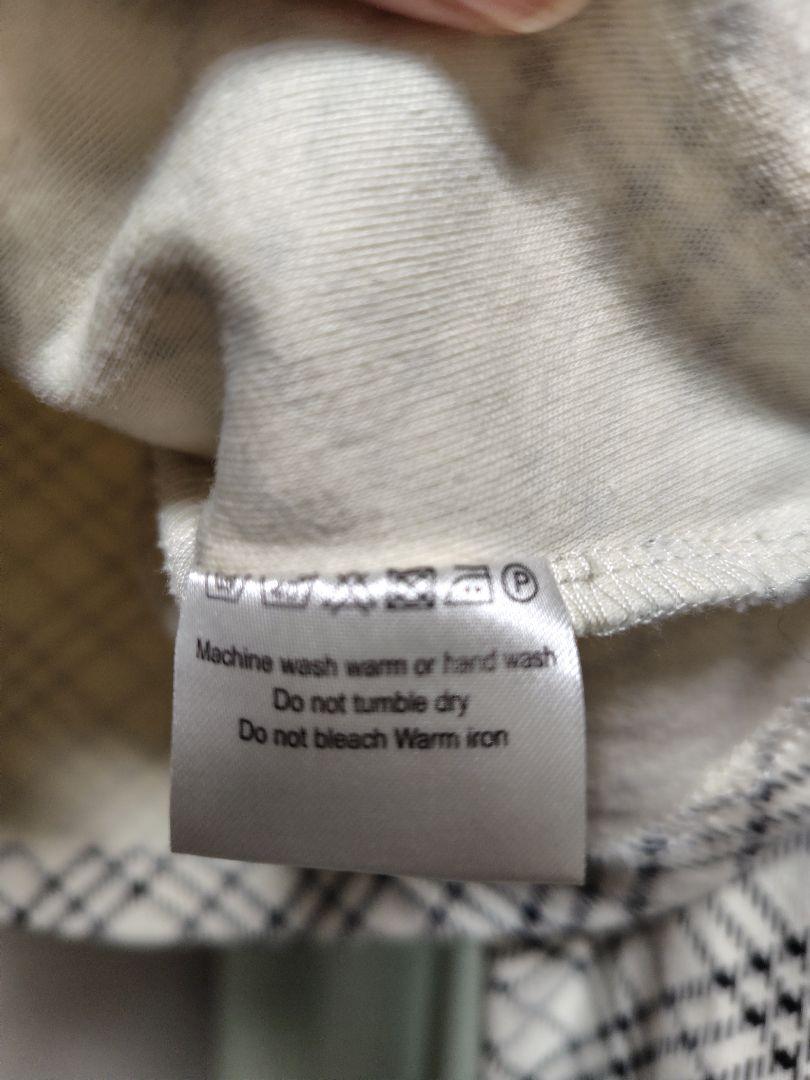 P
Machine wash warm or hand wash
Do not tumble dry
Do not bleach Warm iron